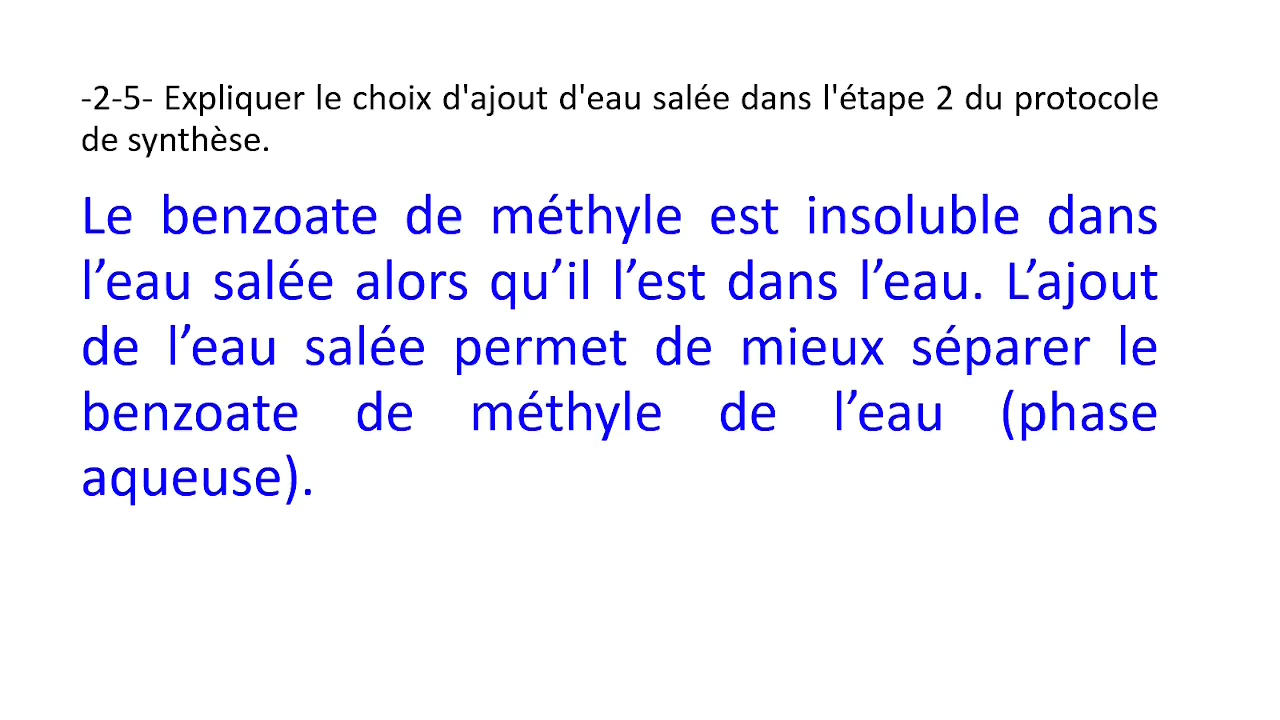 -2-5- Expliquer le choix d'ajout d'eau salée dans l'étape 2 du protocole
de synthèse.
Le benzoate de méthyle est insoluble dans
l’eau salée alors qu’il l’est dans l’eau. L’ajout
de l’eau salée permet de mieux séparer le
benzoate de méthyle de l’eau (phase
aqueuse).